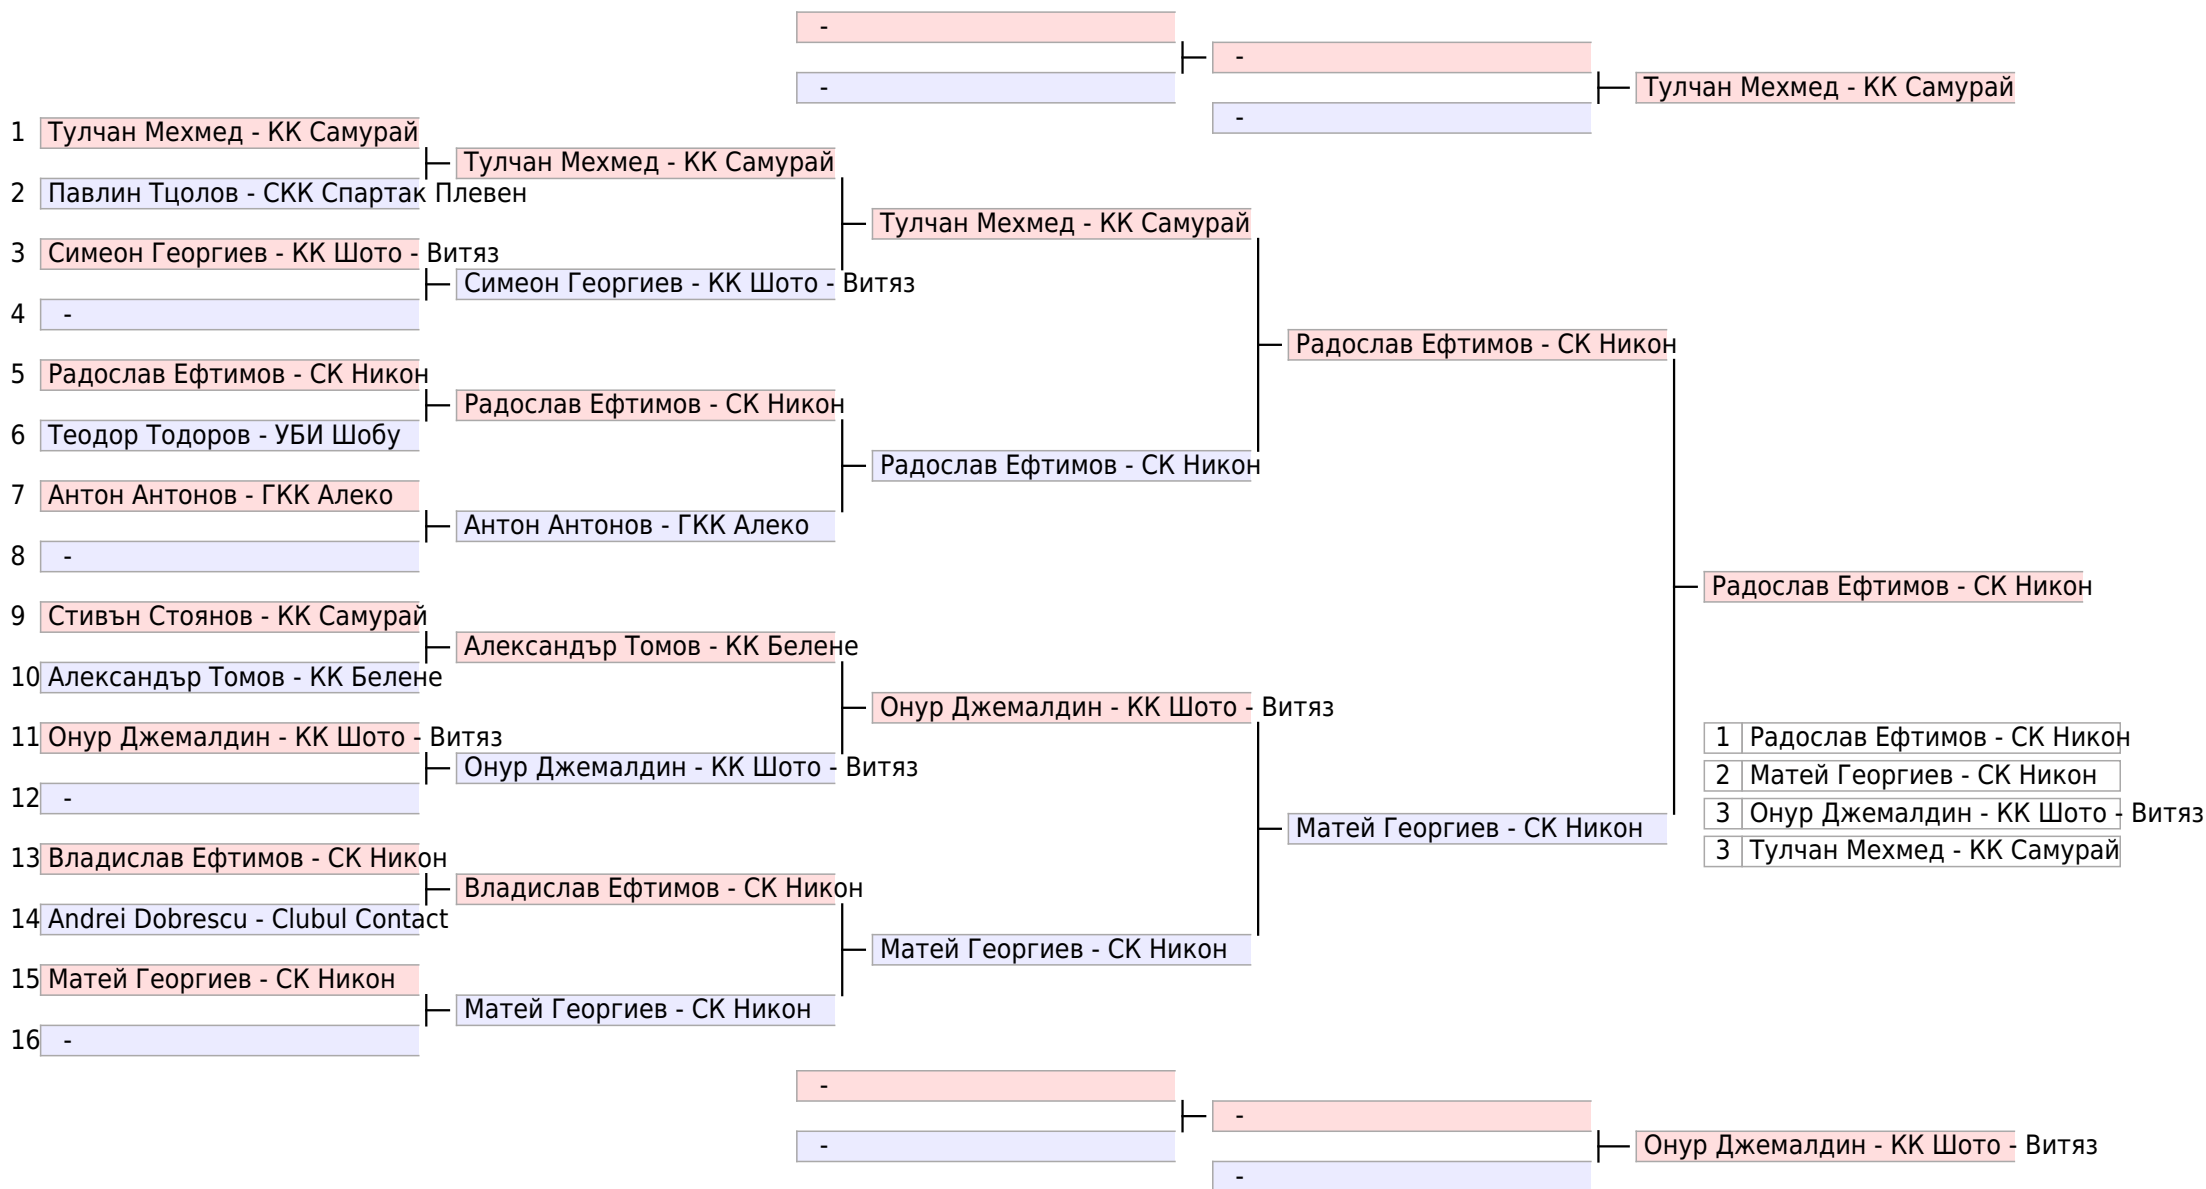 -
-
-
-
Тулчан Мехмед - КК Самурай
1 Тулчан Мехмед - КК Самурай
2 Павлин Тцолов - СКК Спартак Плевен
3 Симеон Георгиев - КК Шото - Витяз
4 -
5 Радослав Ефтимов - СК Никон
6 Теодор Тодоров - УБИ Шобу
7 Антон Антонов - ГКК Алеко
8 -
9 Стивън Стоянов - КК Самурай
10 Александър Томов - КК Белене
11 Онур Джемалдин - КК Шото - Витяз
12 -
13 Владислав Ефтимов - СК Никон
14 Andrei Dobrescu - Clubul Contact
15 Матей Георгиев - СК Никон
16 -
Тулчан Мехмед - КК Самурай
Симеон Георгиев - КК Шото - Витяз
Радослав Ефтимов - СК Никон
Антон Антонов - ГКК Алеко
Александър Томов - КК Белене
Онур Джемалдин - КК Шото - Витяз
Владислав Ефтимов - СК Никон
Матей Георгиев - СК Никон
Тулчан Мехмед - КК Самурай
Радослав Ефтимов - СК Никон
Онур Джемалдин - КК Шото - Витяз
Матей Георгиев - СК Никон
Радослав Ефтимов - СК Никон
Матей Георгиев - СК Никон
Радослав Ефтимов - СК Никон
1 Радослав Ефтимов - СК Никон
2 Матей Георгиев - СК Никон
3 Онур Джемалдин - КК Шото - Витяз
3 Тулчан Мехмед - КК Самурай
-
-
-
-
Онур Джемалдин - КК Шото - Витяз